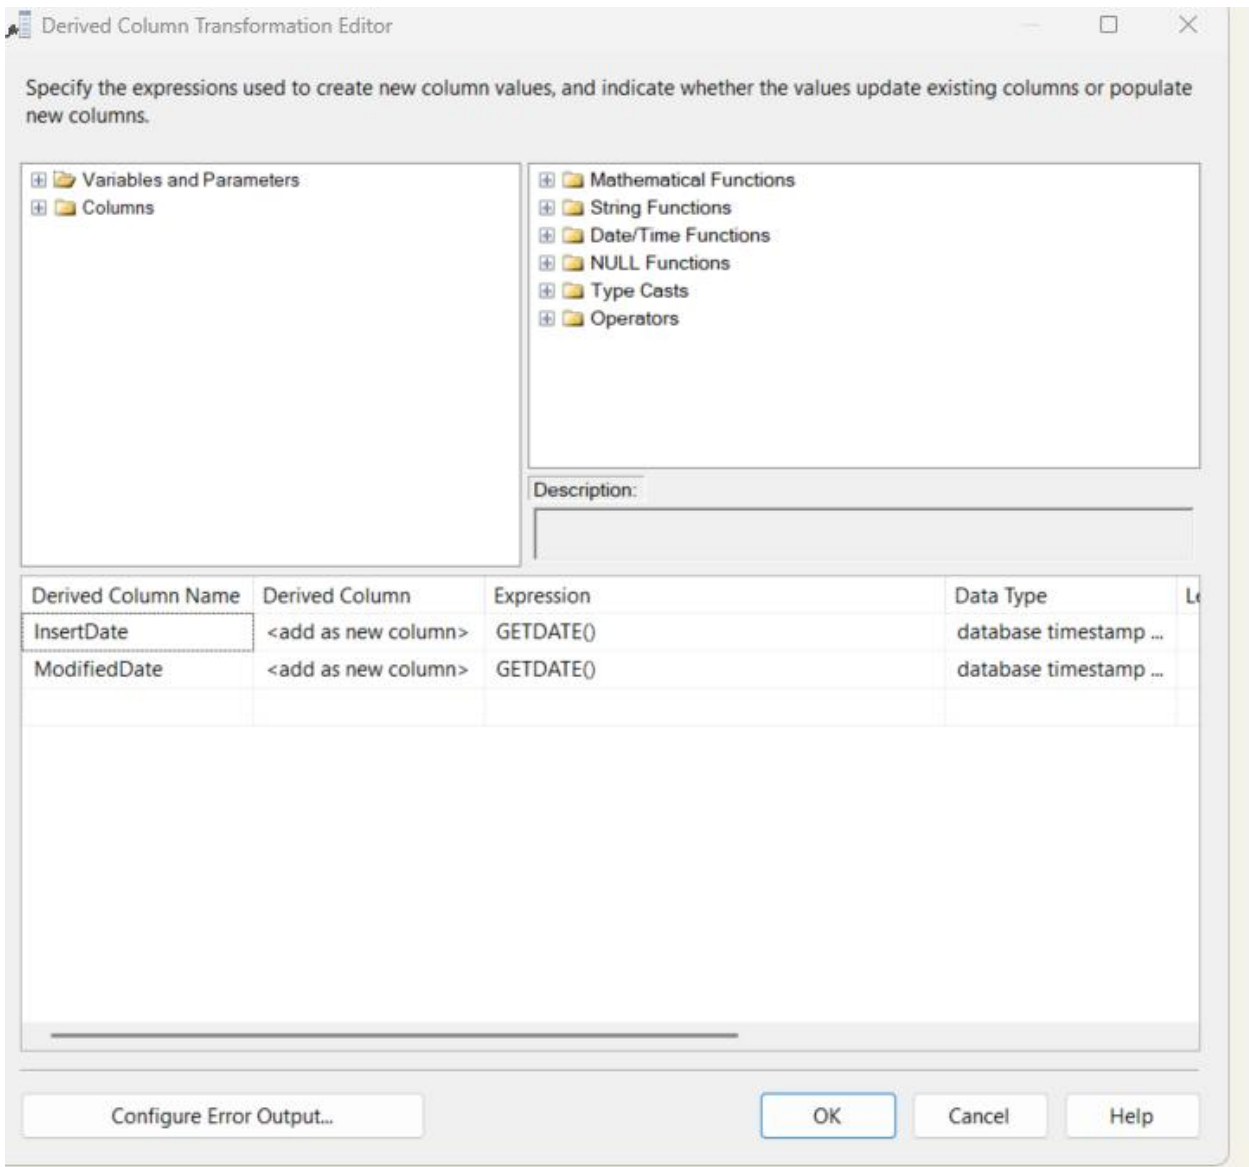 Derived Column Transformation Editor
Specify the expressions used to create new column values, and indicate whether the values update existing columns or populate
new columns.
Variables and Parameters
Columns
Mathematical Functions
String Functions
Date/Time Functions
NULL Functions
Type Casts
Operators
Description:
Derived Column Name Derived Column Expression Data Type Le
InsertDate <add as new column> GETDATE() database timestamp ...
ModifiedDate <add as new column> GETDATE() database timestamp ...
Configure Error Output... OK Cancel Help